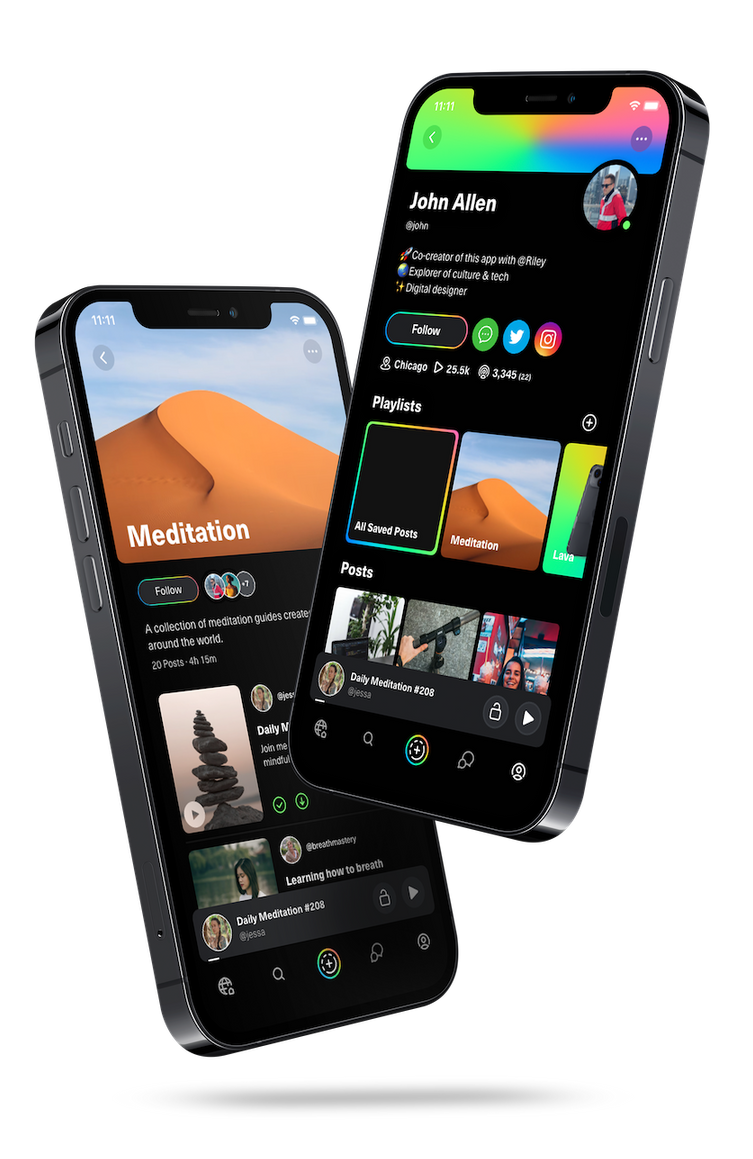 11:11
John Allen
@john
🚀Co-creator of this app with @Riley
🌏Explorer of culture & tech
✨Digital designer
Follow
Chicago 25.5k 3,345 (22)
Playlists
All Saved Posts
Meditation
Lava
Posts
Daily Meditation #208
@jessa
11:11
Meditation
Follow
+7
A collection of meditation guides
around the world.
20 Posts · 4h 15m
Daily
Join me
@breathmastery
Learning how to breath
Daily Meditation #208
@jessa